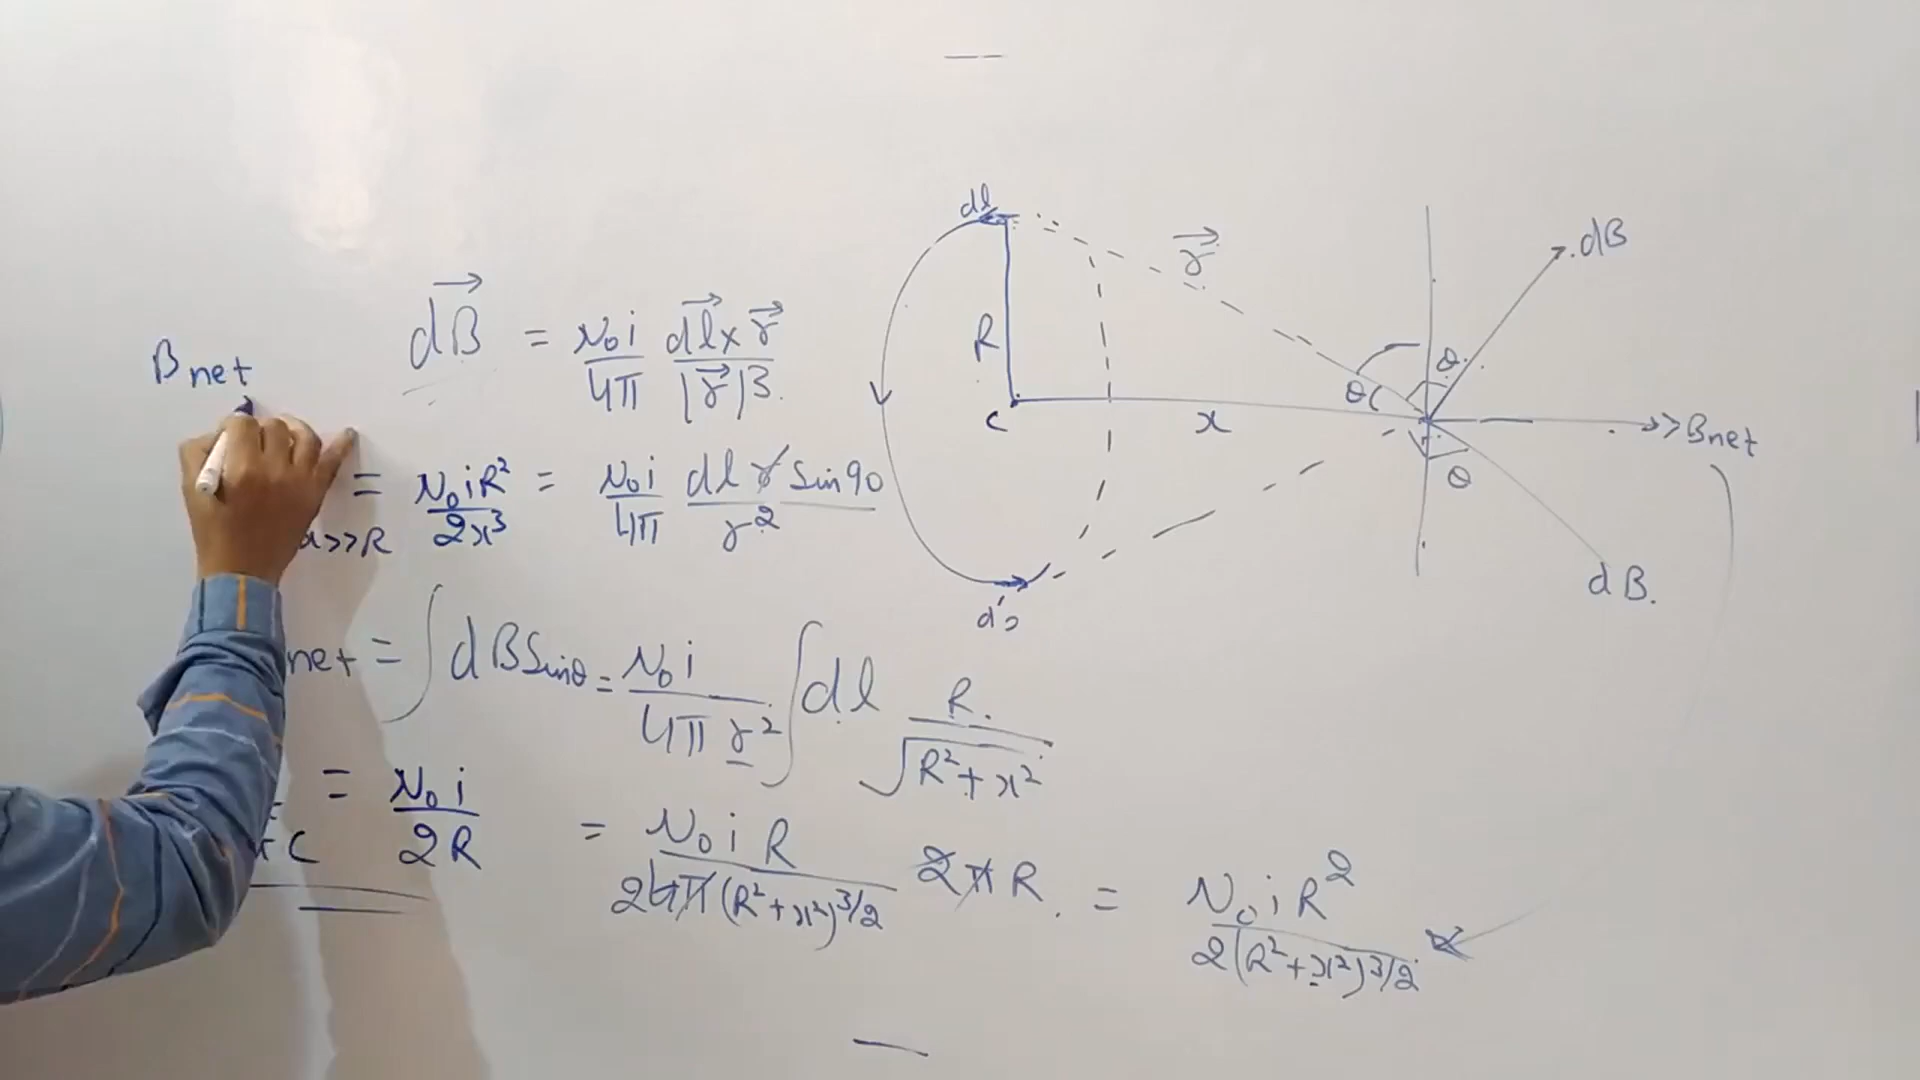 dB⃗ = μ₀i/4π (dl⃗ × r⃗)/|r⃗|3.
Bnet
= μ₀iR²/2x³ = μ₀i/4π dl r Sin90/r²
x>>R
net = ∫dBSinθ = μ₀i/4πr² ∫dl R./√R²+x²
= μ₀i/2R
at C
= μ₀iR/2 4π(R²+x²)3/2 2πR. = μ₀iR²/2(R²+x²)3/2
dl
r⃗
dB
R
θ
θ
C
x
Bnet
θ
dB.